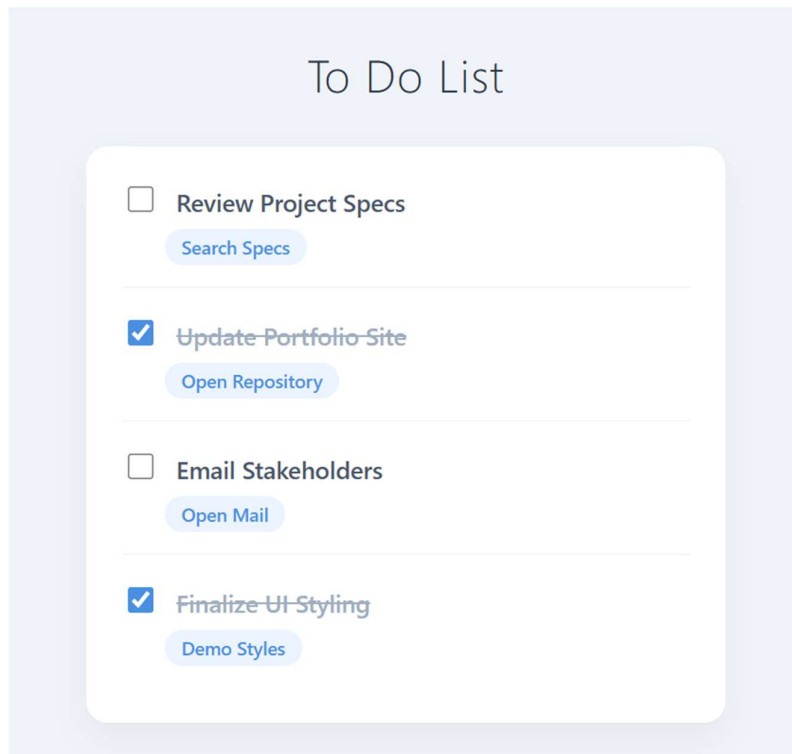 To Do List
Review Project Specs
Search Specs
Update Portfolio Site
Open Repository
Email Stakeholders
Open Mail
Finalize UI Styling
Demo Styles